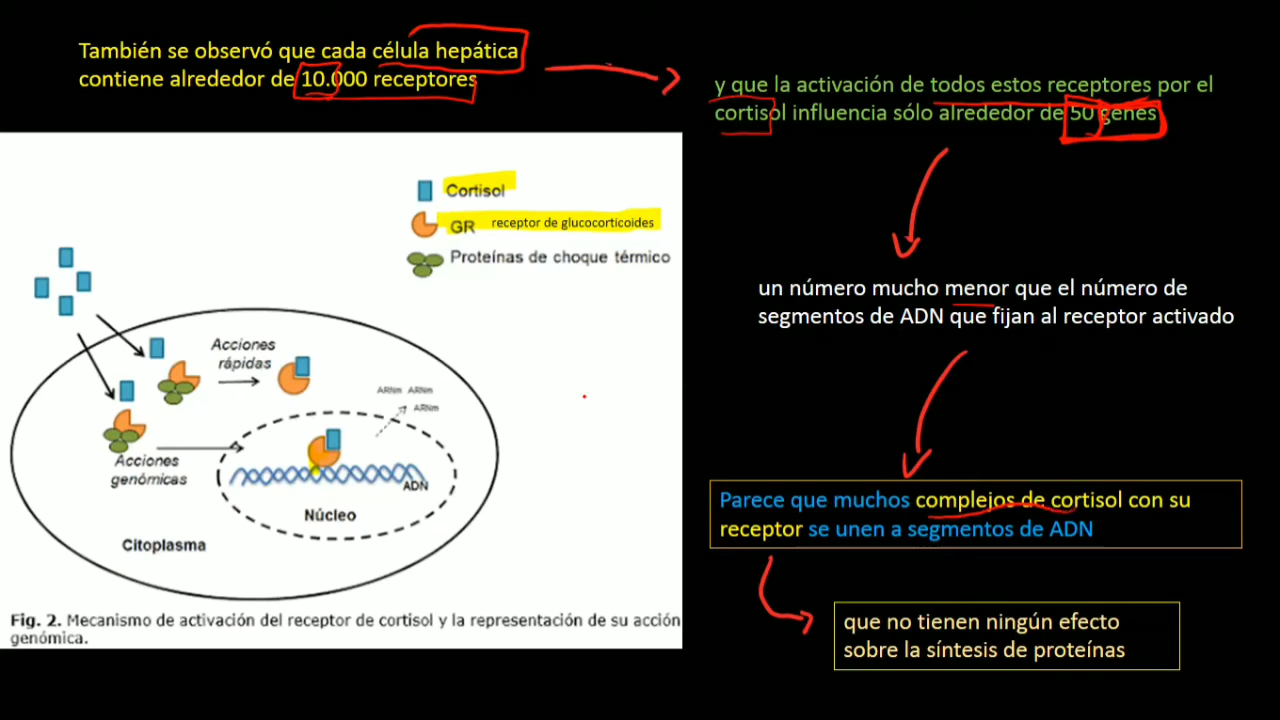 También se observó que cada célula hepática
contiene alrededor de 10.000 receptores
y que la activación de todos estos receptores por el
cortisol influencia sólo alrededor de 50 genes
Cortisol
GR receptor de glucocorticoides
Proteínas de choque térmico
un número mucho menor que el número de
segmentos de ADN que fijan al receptor activado
Acciones
rápidas
ARNm ARNm
ARNm
Acciones
genómicas
ADN
Núcleo
Citoplasma
Parece que muchos complejos de cortisol con su
receptor se unen a segmentos de ADN
Fig. 2. Mecanismo de activación del receptor de cortisol y la representación de su acción
genómica.
que no tienen ningún efecto
sobre la síntesis de proteínas